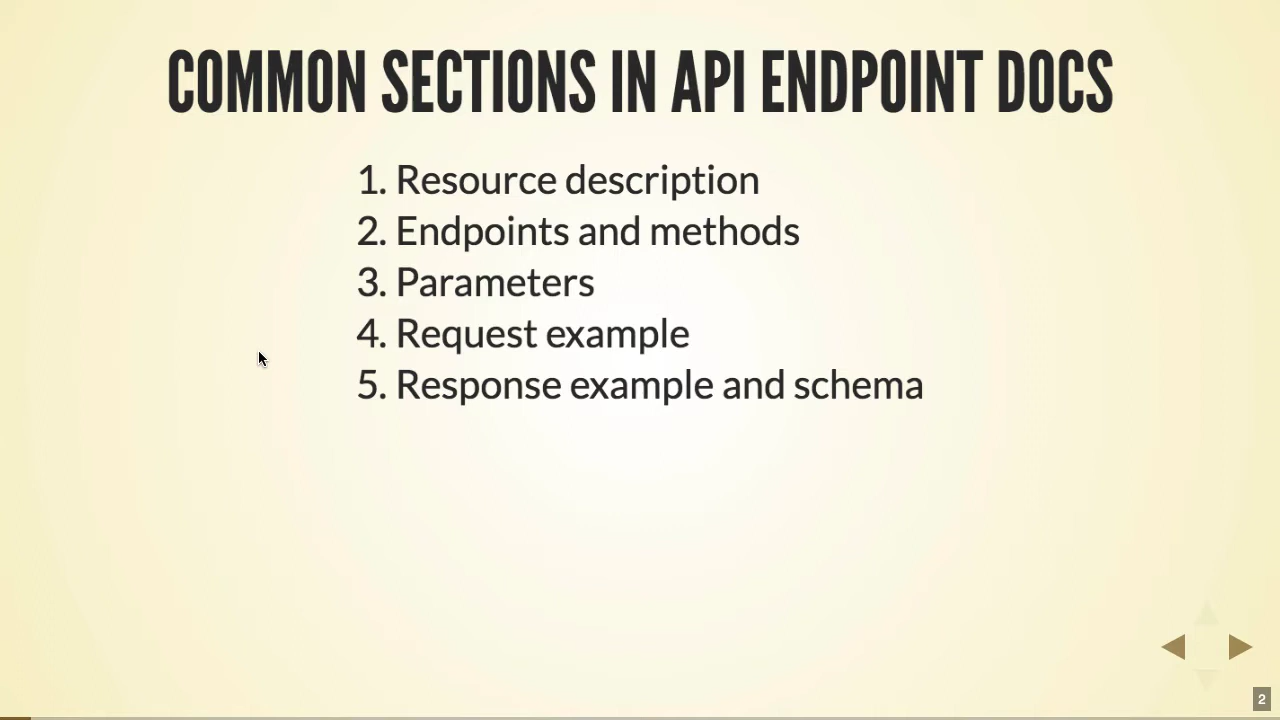 COMMON SECTIONS IN API ENDPOINT DOCS
1. Resource description
2. Endpoints and methods
3. Parameters
4. Request example
5. Response example and schema
2